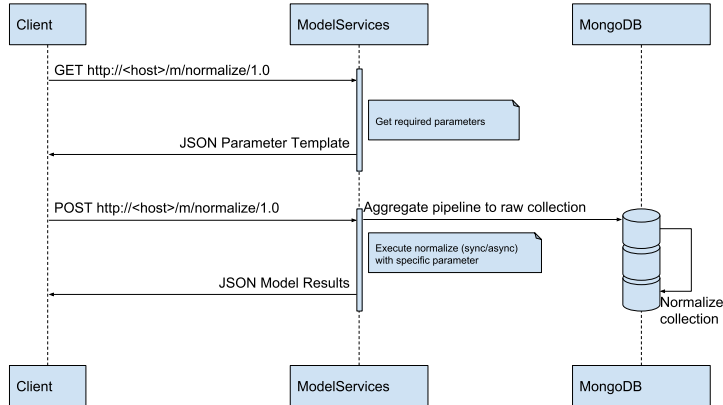 Client
ModelServices
MongoDB
GET http://<host>/m/normalize/1.0
Get required parameters
JSON Parameter Template
POST http://<host>/m/normalize/1.0
Aggregate pipeline to raw collection
Execute normalize (sync/async)
with specific parameter
JSON Model Results
Normalize
collection
Client
ModelServices
MongoDB